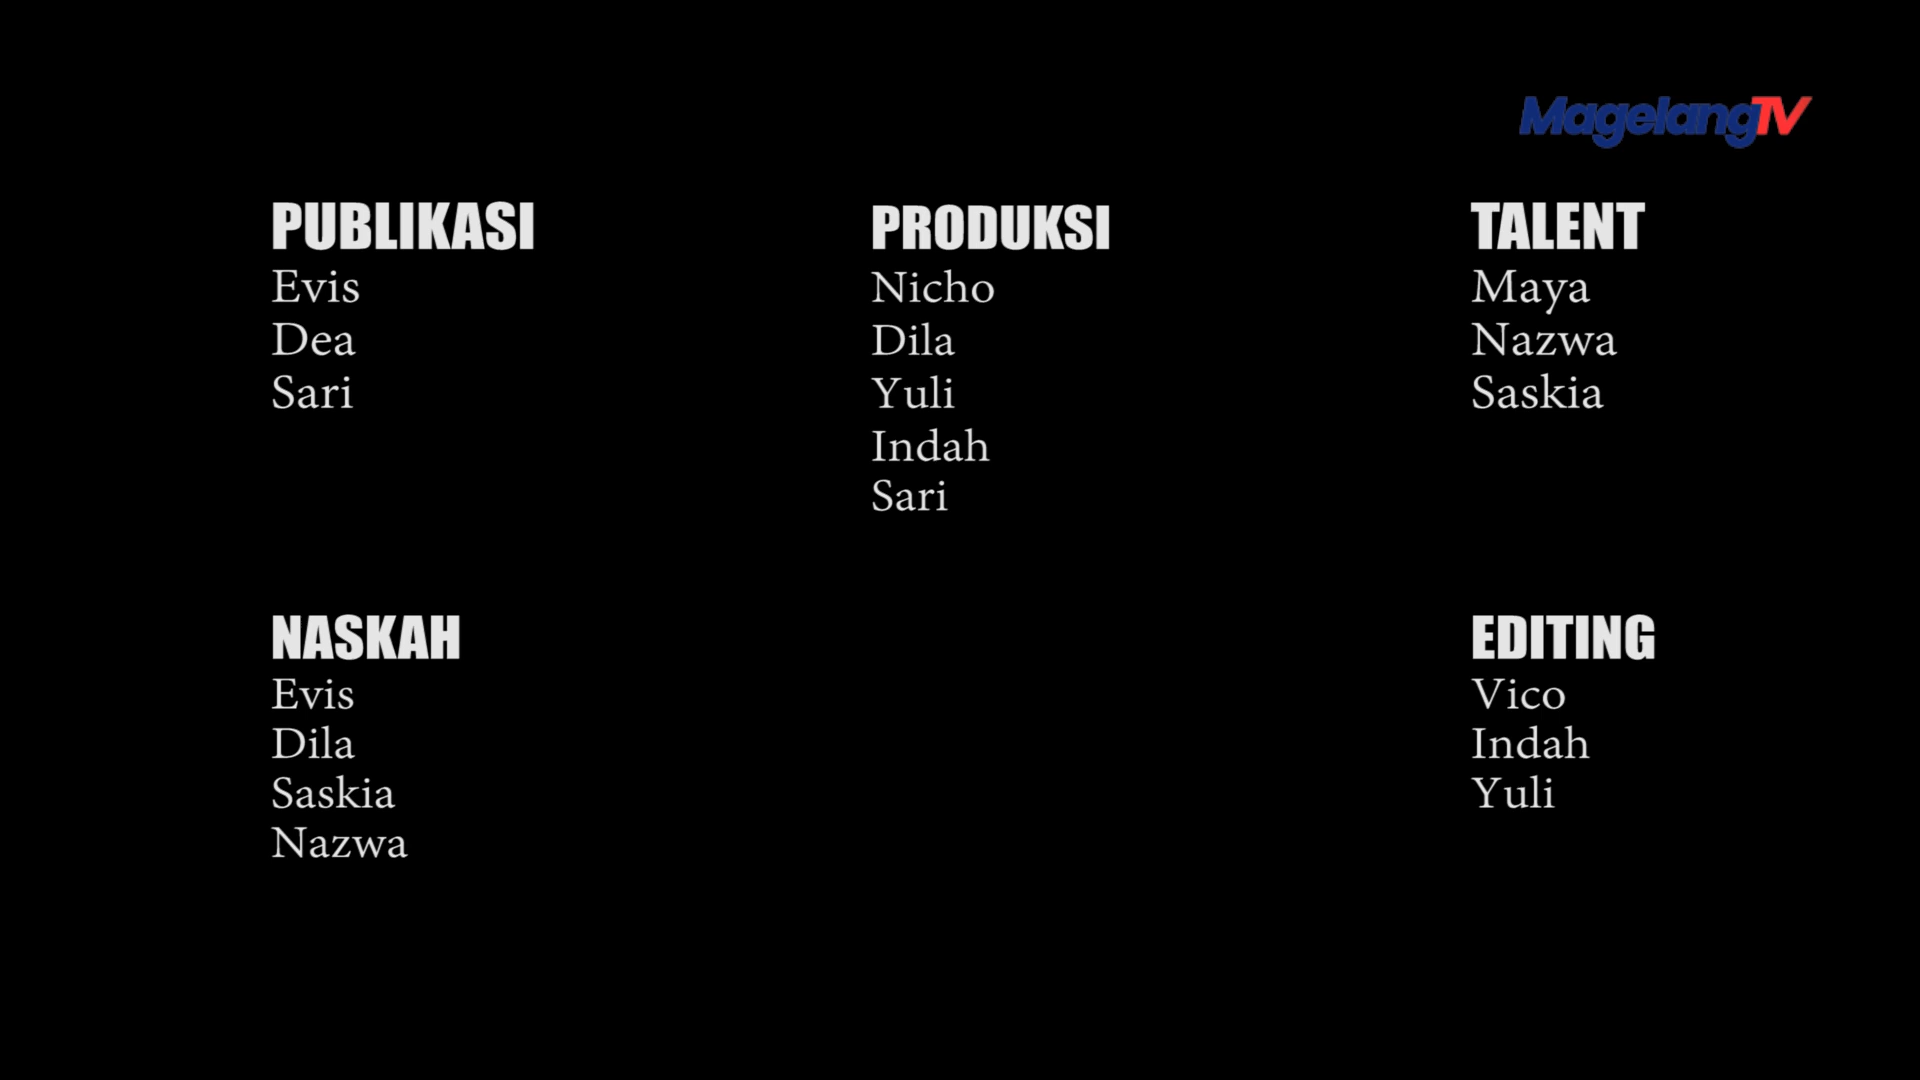 MagelangTV
PUBLIKASI
Evis
Dea
Sari
PRODUKSI
Nicho
Dila
Yuli
Indah
Sari
TALENT
Maya
Nazwa
Saskia
NASKAH
Evis
Dila
Saskia
Nazwa
EDITING
Vico
Indah
Yuli